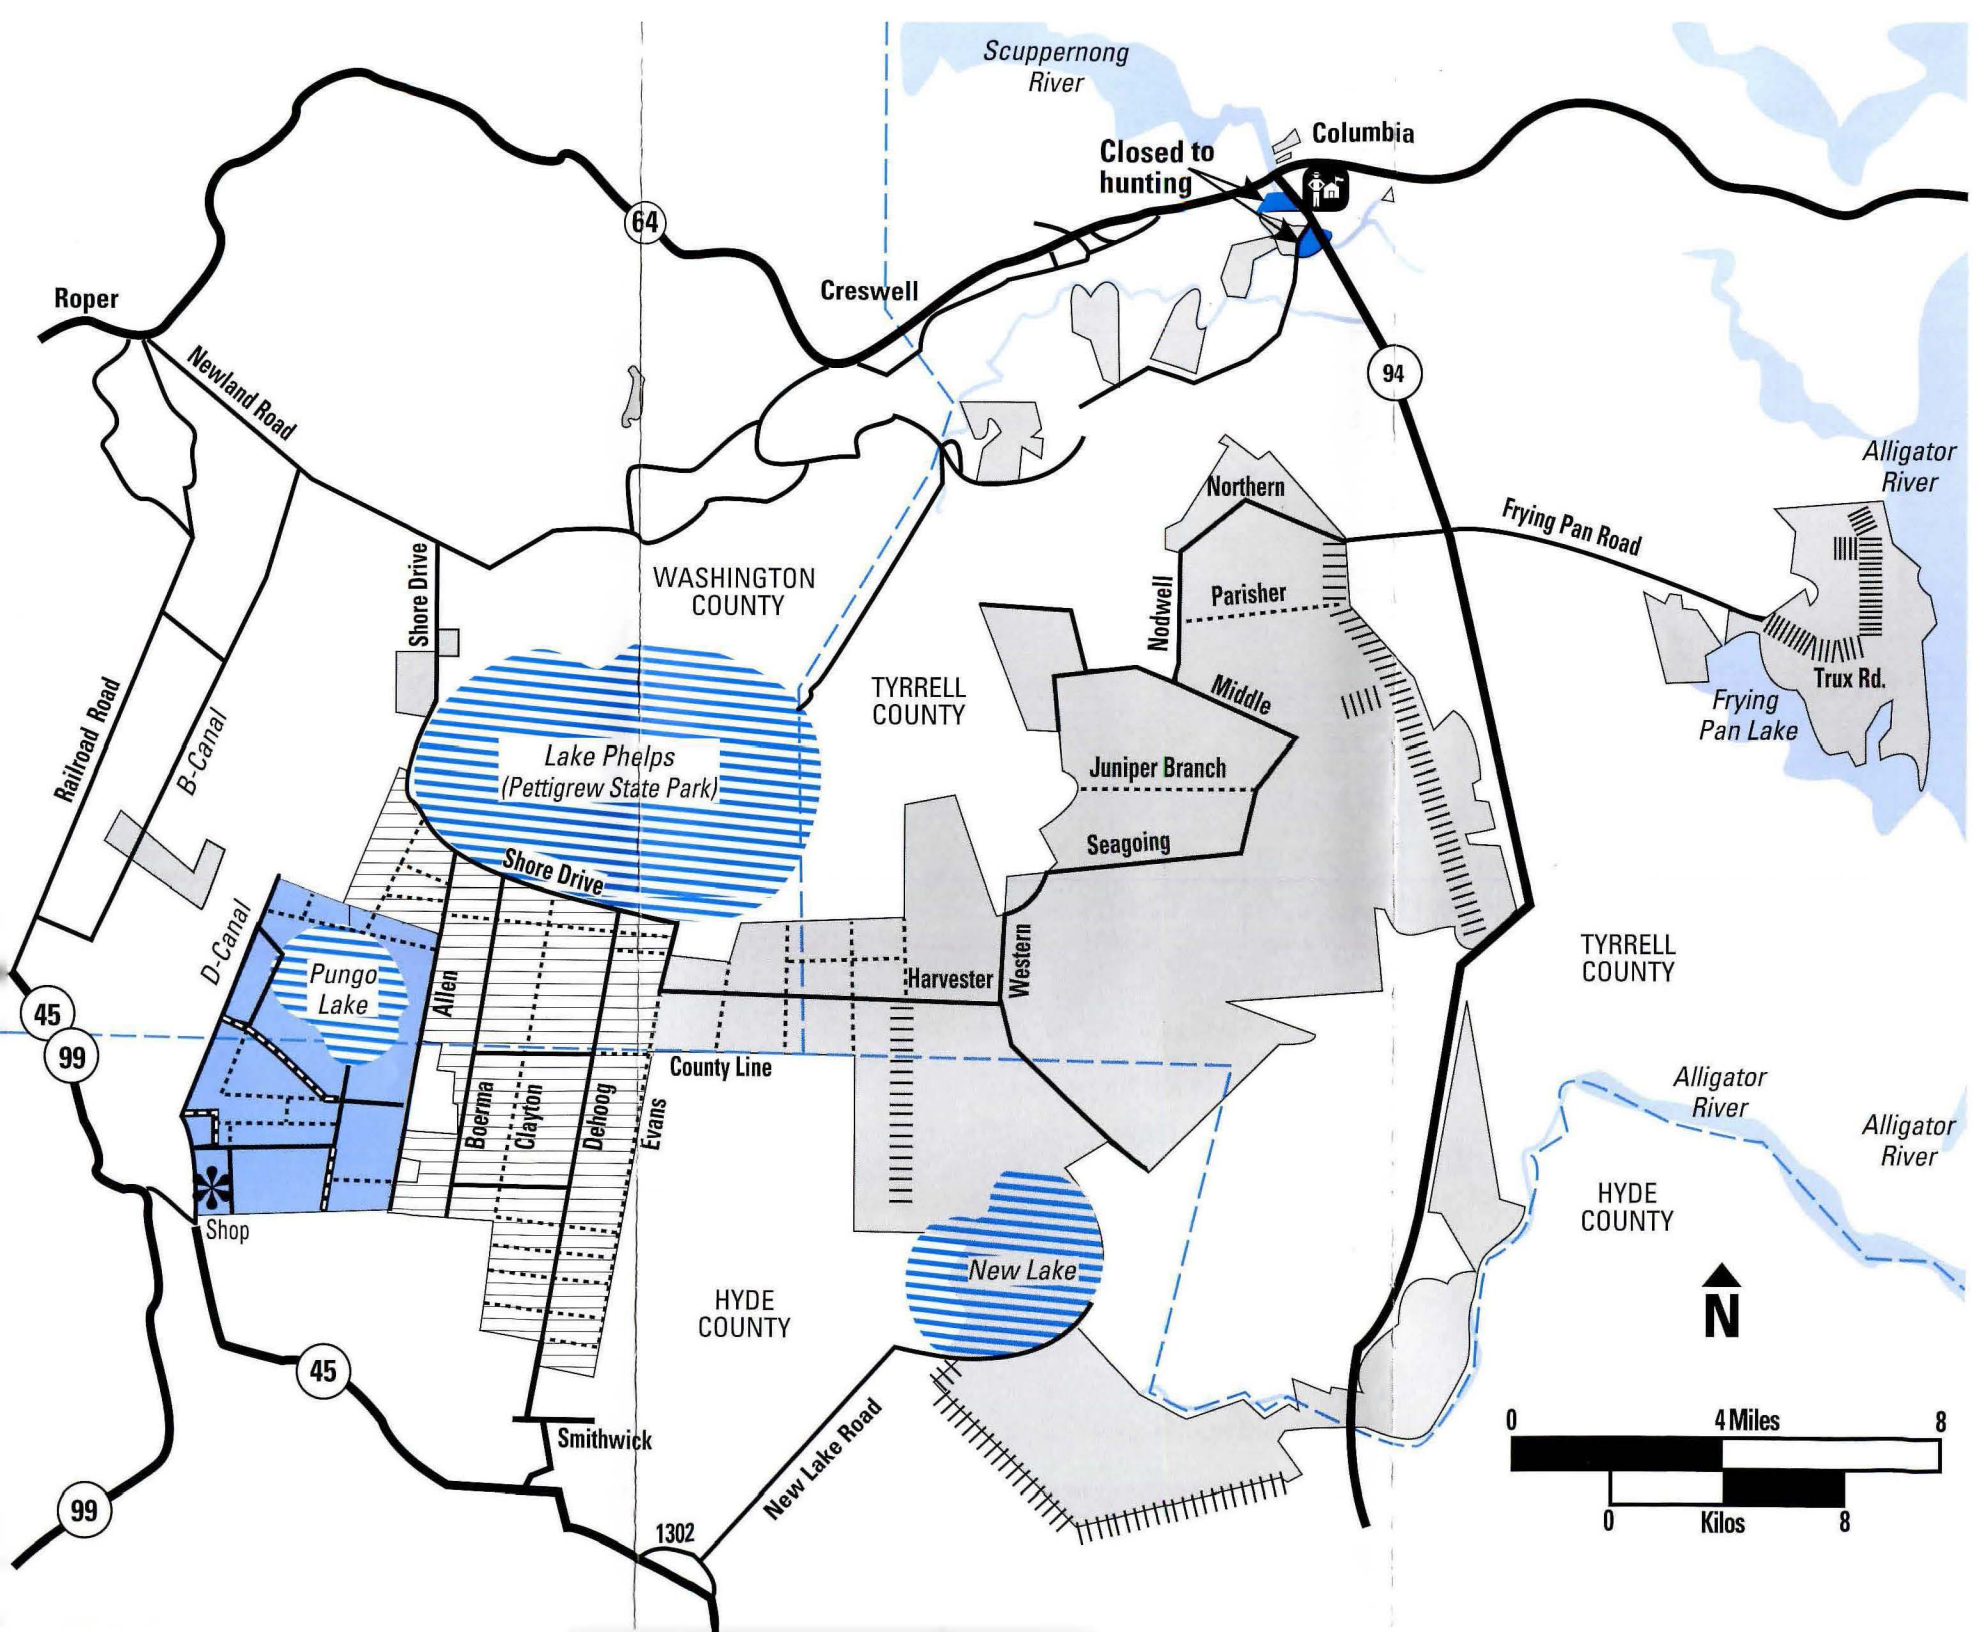 Scuppernong
River
Columbia
Closed to
hunting
64
Creswell
Roper
Newland Road
94
Alligator
River
Northern
Frying Pan Road
Shore Drive
WASHINGTON
COUNTY
Parisher
Nodwell
Trux Rd.
TYRRELL
COUNTY
Middle
Frying
Pan Lake
Railroad Road
B-Canal
Lake Phelps
(Pettigrew State Park)
Juniper Branch
Seagoing
Shore Drive
D-Canal
Pungo
Lake
Allen
Harvester
Western
TYRRELL
COUNTY
45
99
County Line
Boerma
Clayton
Dehoog
Evans
Alligator
River
Alligator
River
HYDE
COUNTY
Shop
New Lake
HYDE
COUNTY
N
45
Smithwick
New Lake Road
0
4 Miles
8
99
1302
0
Kilos
8